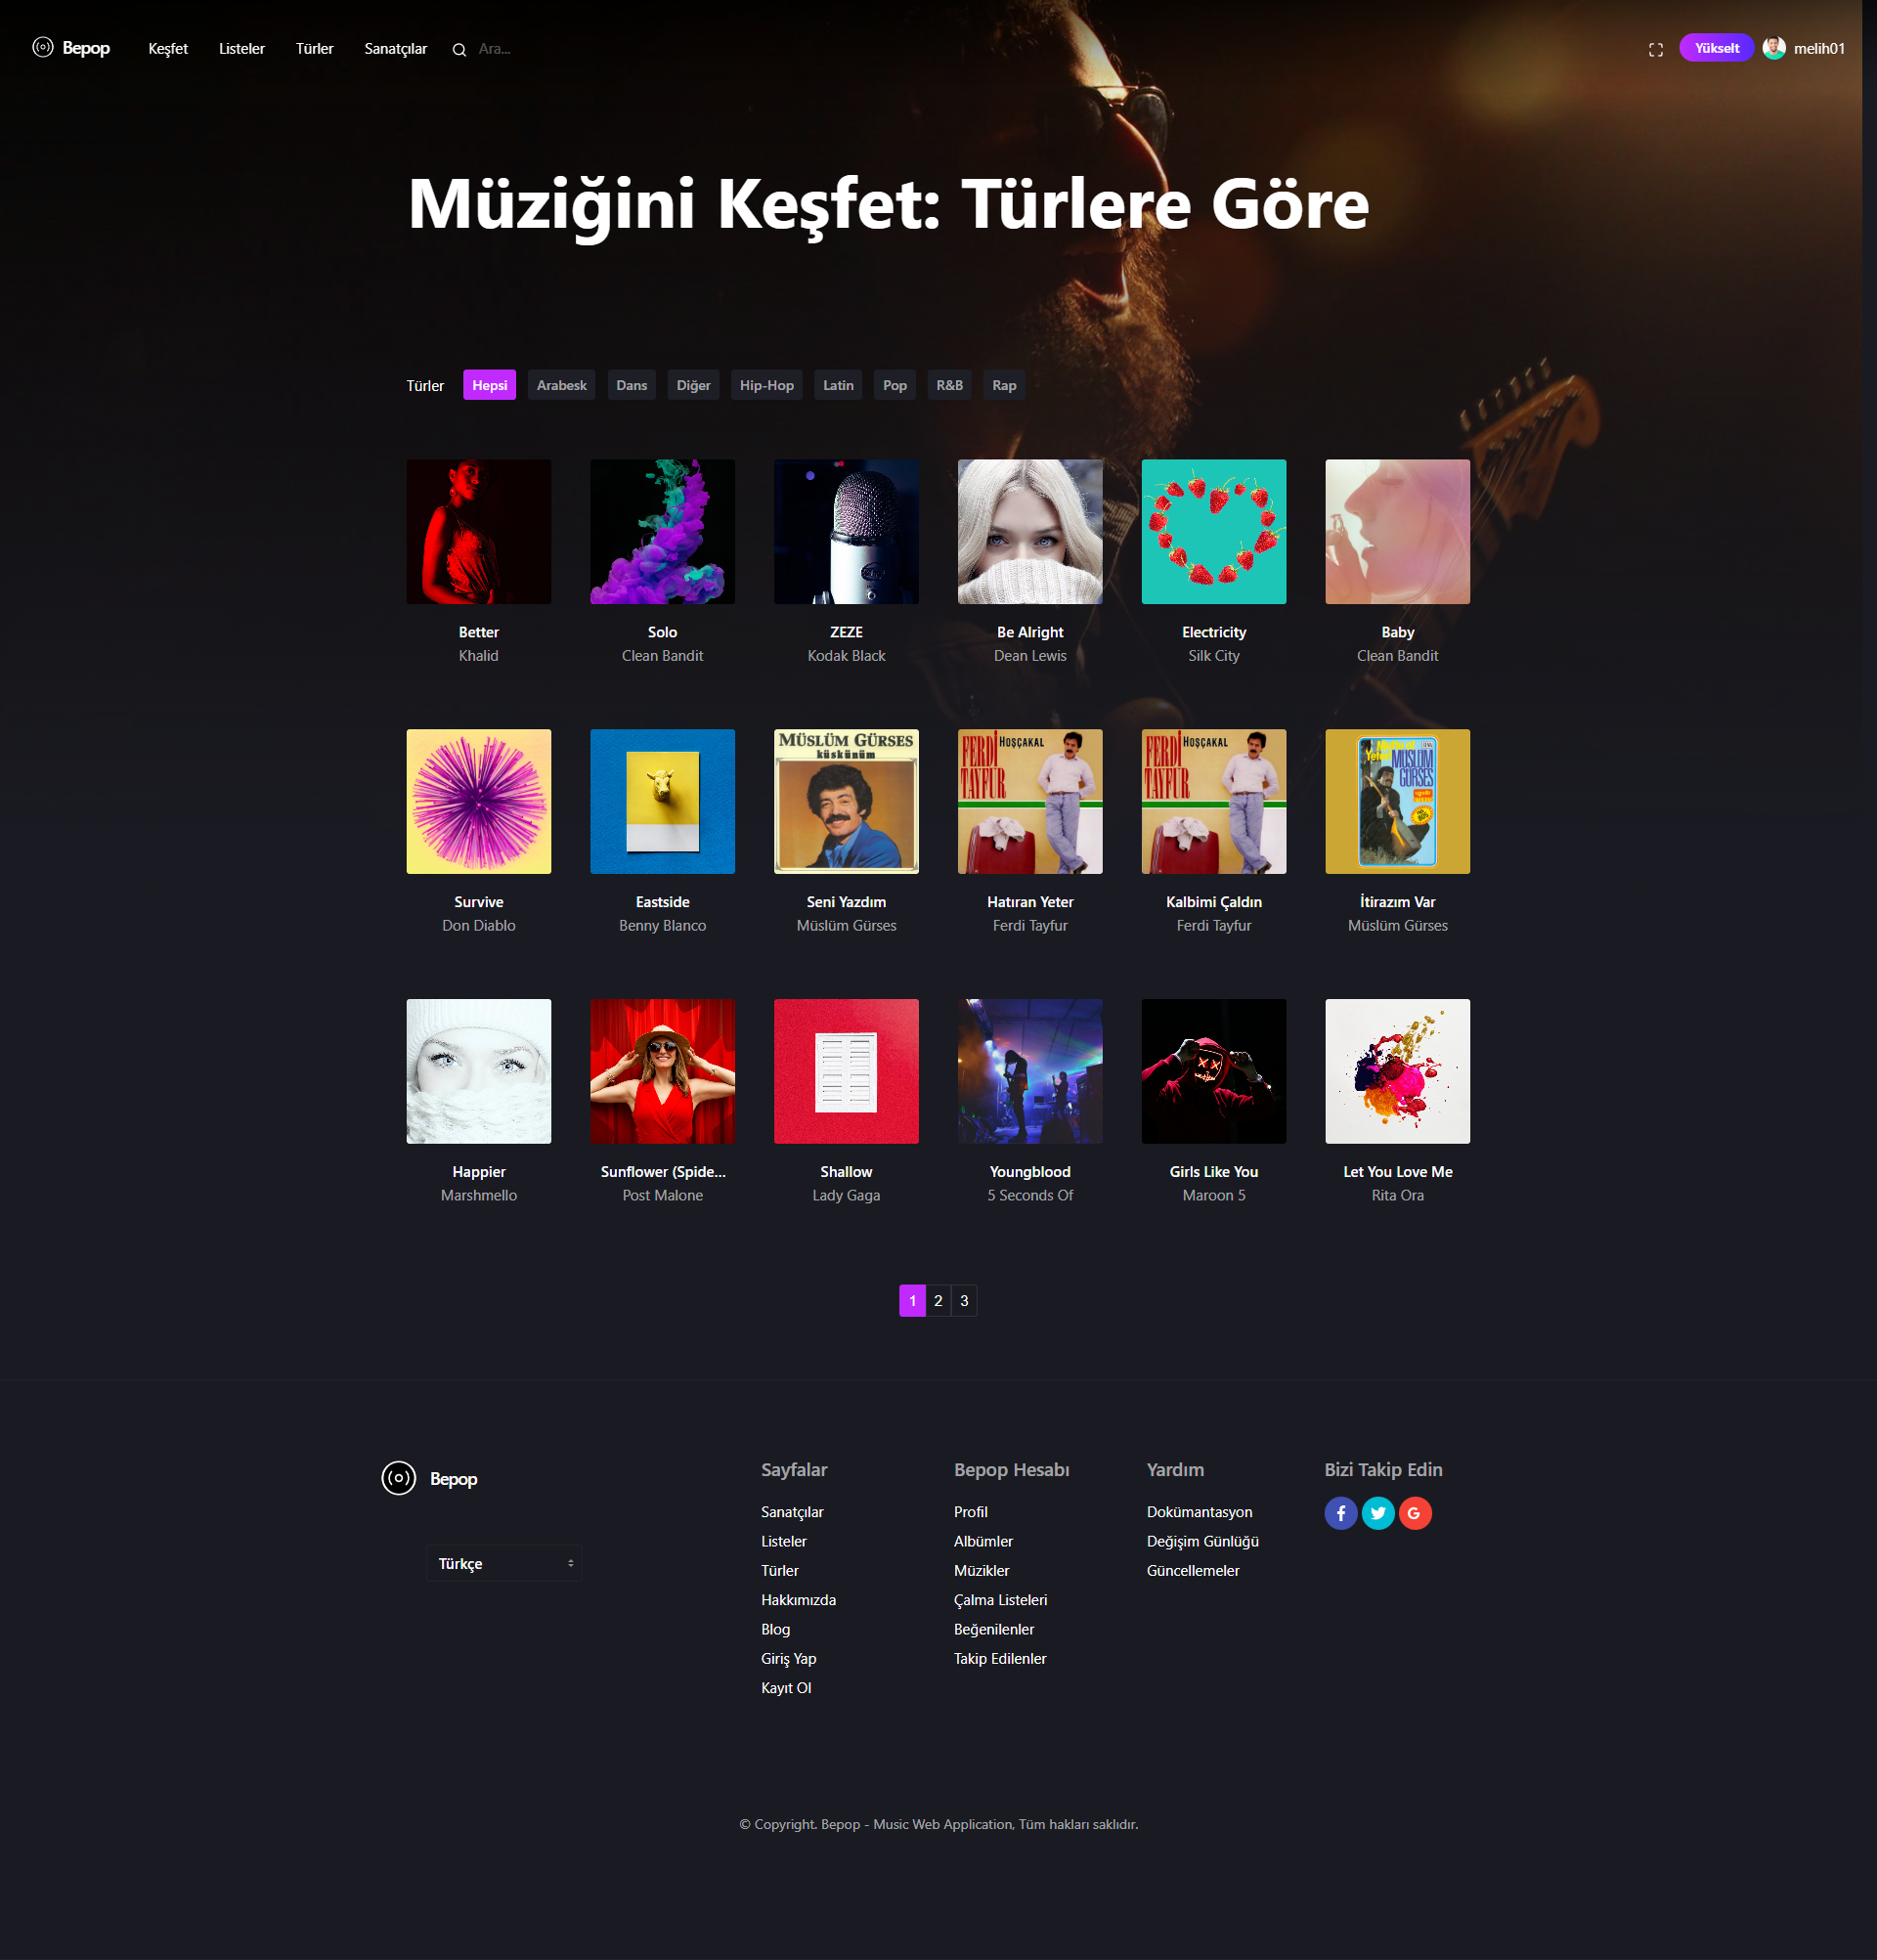 Bepop Keşfet Listeler Türler Sanatçılar Ara... Yükselt melih01
Müziğini Keşfet: Türlere Göre
Türler Hepsi Arabesk Dans Diğer Hip-Hop Latin Pop R&B Rap
Better Solo ZEZE Be Alright Electricity Baby
Khalid Clean Bandit Kodak Black Dean Lewis Silk City Clean Bandit
MÜSLÜM GÜRSES
küskünüm
FERDİ TAYFUR HOŞÇAKAL
FERDİ TAYFUR HOŞÇAKAL
MÜSLÜM GÜRSES
Survive Eastside Seni Yazdım Hatıran Yeter Kalbimi Çaldın İtirazım Var
Don Diablo Benny Blanco Müslüm Gürses Ferdi Tayfur Ferdi Tayfur Müslüm Gürses
Happier Sunflower (Spide... Shallow Youngblood Girls Like You Let You Love Me
Marshmello Post Malone Lady Gaga 5 Seconds Of Maroon 5 Rita Ora
1 2 3
Bepop
Türkçe
Sayfalar
Sanatçılar
Listeler
Türler
Hakkımızda
Blog
Giriş Yap
Kayıt Ol
Bepop Hesabı
Profil
Albümler
Müzikler
Çalma Listeleri
Beğenilenler
Takip Edilenler
Yardım
Dokümantasyon
Değişim Günlüğü
Güncellemeler
Bizi Takip Edin
© Copyright. Bepop - Music Web Application, Tüm hakları saklıdır.